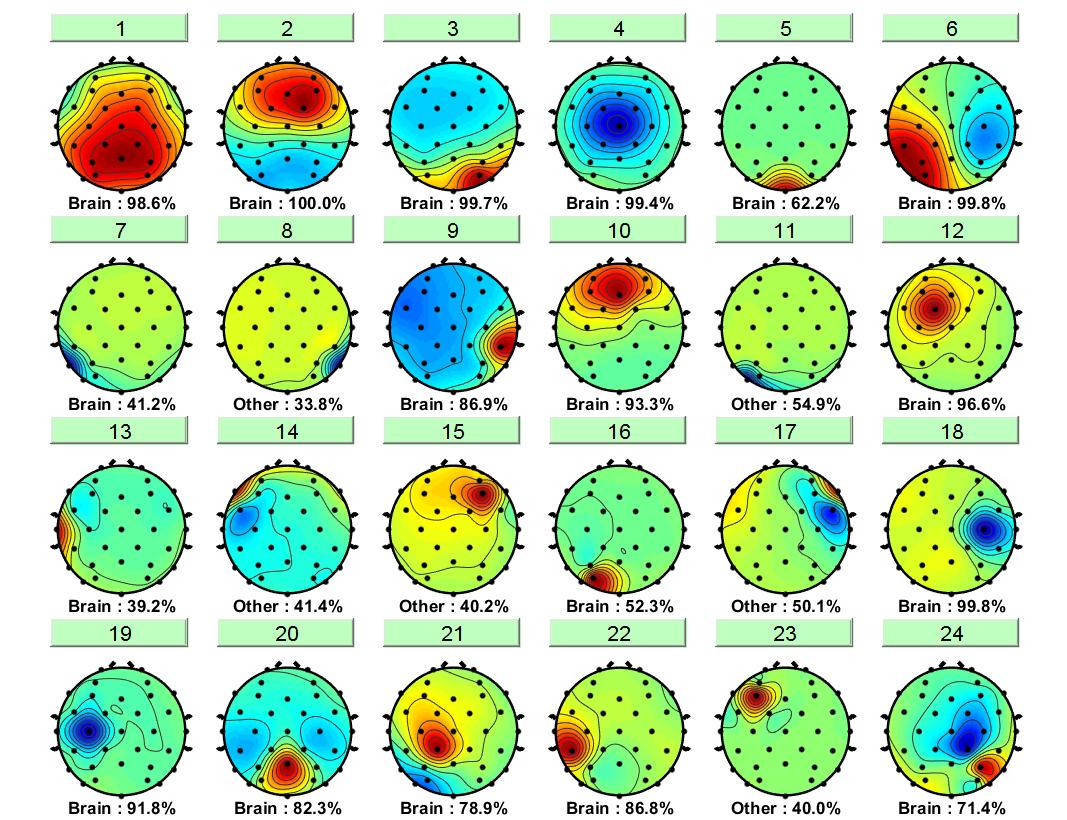 1 2 3 4 5 6
Brain : 98.6% Brain : 100.0% Brain : 99.7% Brain : 99.4% Brain : 62.2% Brain : 99.8%
7 8 9 10 11 12
Brain : 41.2% Other : 33.8% Brain : 86.9% Brain : 93.3% Other : 54.9% Brain : 96.6%
13 14 15 16 17 18
Brain : 39.2% Other : 41.4% Other : 40.2% Brain : 52.3% Other : 50.1% Brain : 99.8%
19 20 21 22 23 24
Brain : 91.8% Brain : 82.3% Brain : 78.9% Brain : 86.8% Other : 40.0% Brain : 71.4%